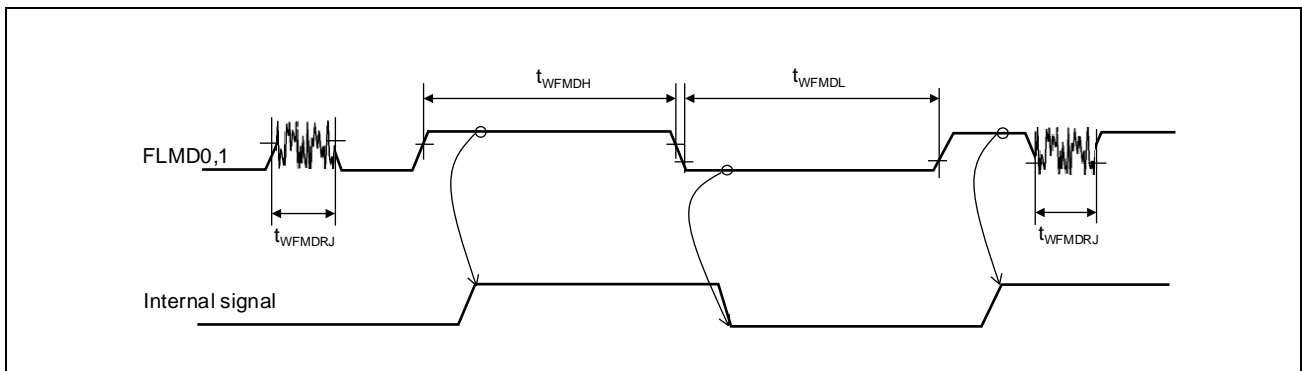 tWFMDH
tWFMDL
FLMD0,1
tWFMDRJ
tWFMDRJ
Internal signal